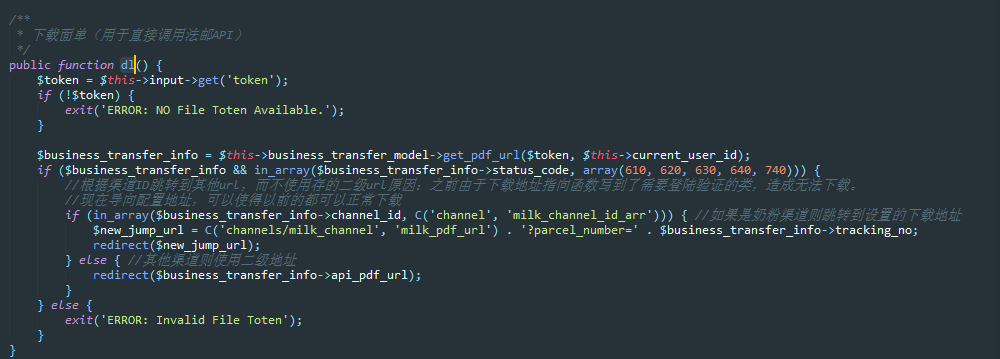 /**
 * 下载面单（用于直接调用法邮API）
 */
public function dl() {
    $token = $this->input->get('token');
    if (!$token) {
        exit('ERROR: NO File Toten Available.');
    }
    $business_transfer_info = $this->business_transfer_model->get_pdf_url($token, $this->current_user_id);
    if ($business_transfer_info && in_array($business_transfer_info->status_code, array(610, 620, 630, 640, 740))) {
        //根据渠道ID跳转到其他url，而不使用存的二级url原因：之前由于下载地址指向函数写到了需要登陆验证的类，造成无法下载。
        //现在导向配置地址，可以使得以前的都可以正常下载
        if (in_array($business_transfer_info->channel_id, C('channel', 'milk_channel_id_arr'))) { //如果是奶粉渠道则跳转到设置的下载地址
            $new_jump_url = C('channels/milk_channel', 'milk_pdf_url') . '?parcel_number=' . $business_transfer_info->tracking_no;
            redirect($new_jump_url);
        } else { //其他渠道则使用二级地址
            redirect($business_transfer_info->api_pdf_url);
        }
    } else {
        exit('ERROR: Invalid File Toten');
    }
}